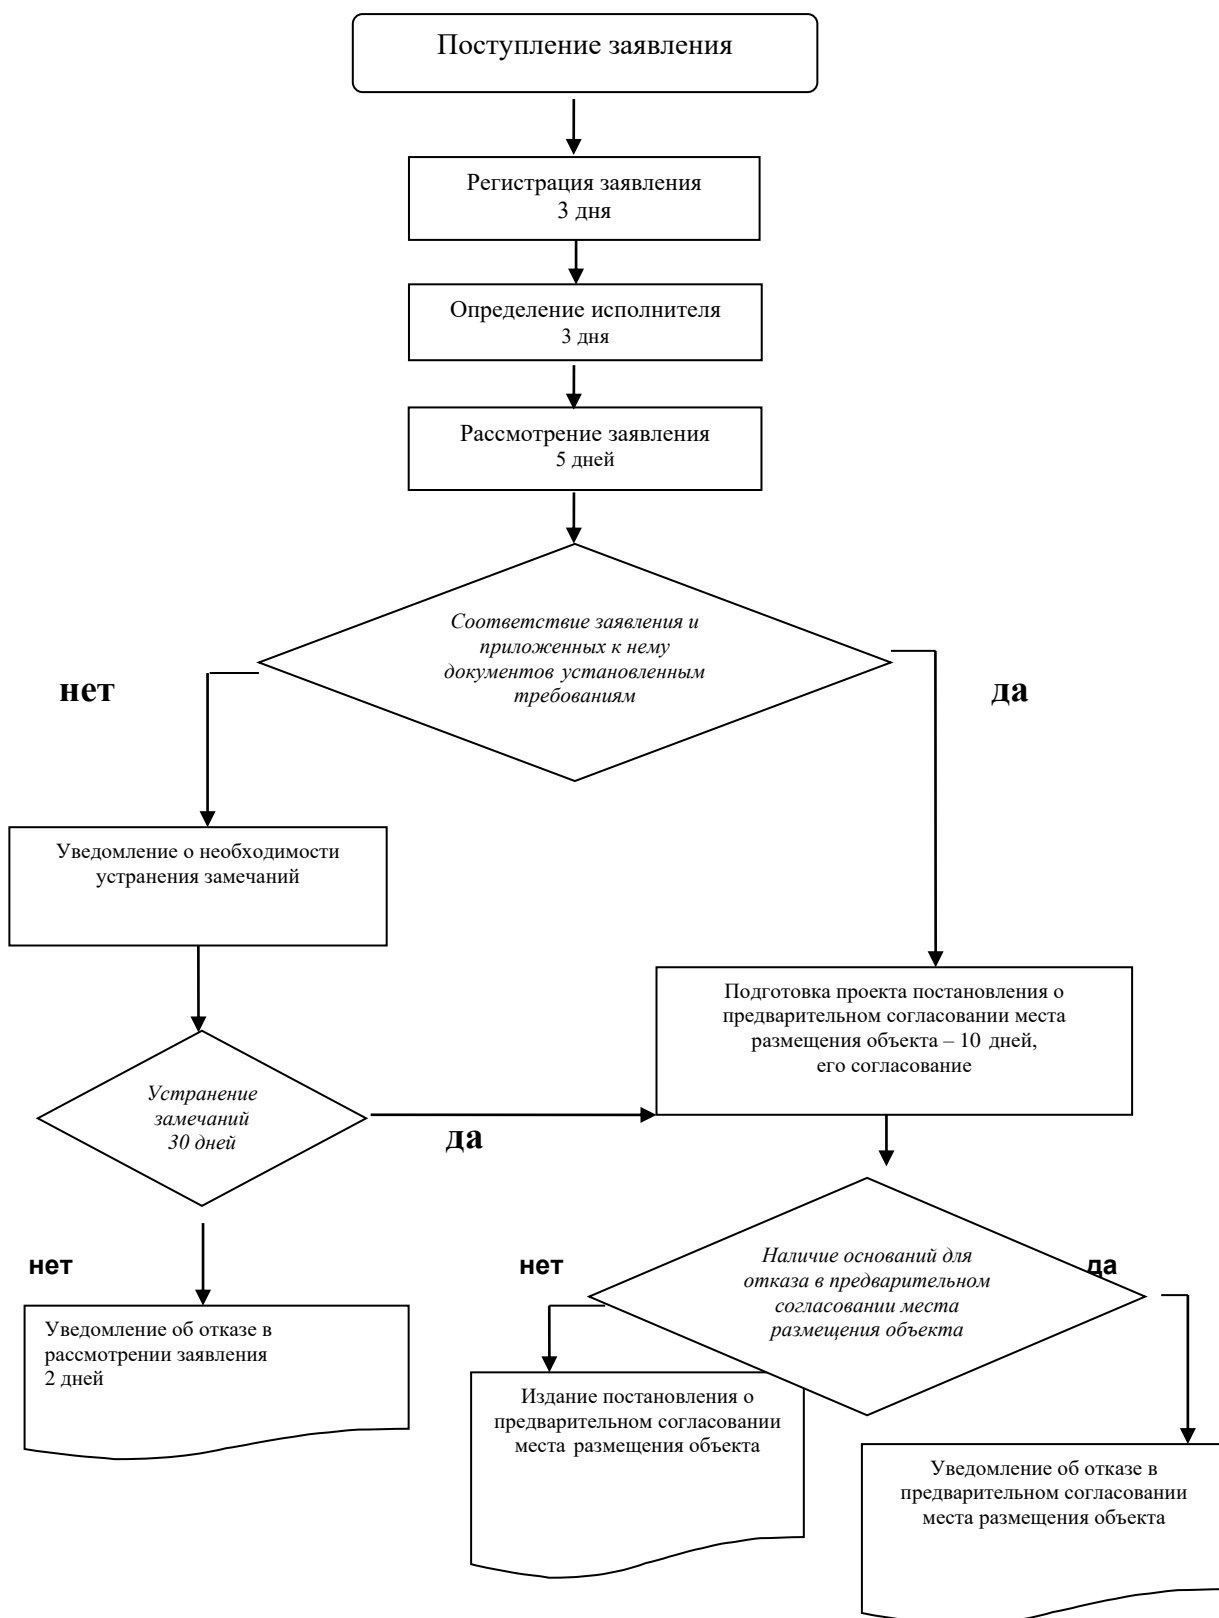 Поступление заявления
Регистрация заявления
3 дня
Определение исполнителя
3 дня
Рассмотрение заявления
5 дней
Соответствие заявления и
приложенных к нему
документов установленным
требованиям
нет
да
Уведомление о необходимости
устранения замечаний
Подготовка проекта постановления о
предварительном согласовании места
размещения объекта – 10 дней,
его согласование
Устранение
замечаний
30 дней
да
нет
нет
Наличие оснований для
отказа в предварительном
согласовании места
размещения объекта
да
Уведомление об отказе в
рассмотрении заявления
2 дней
Издание постановления о
предварительном согласовании
места размещения объекта
Уведомление об отказе в
предварительном согласовании
места размещения объекта